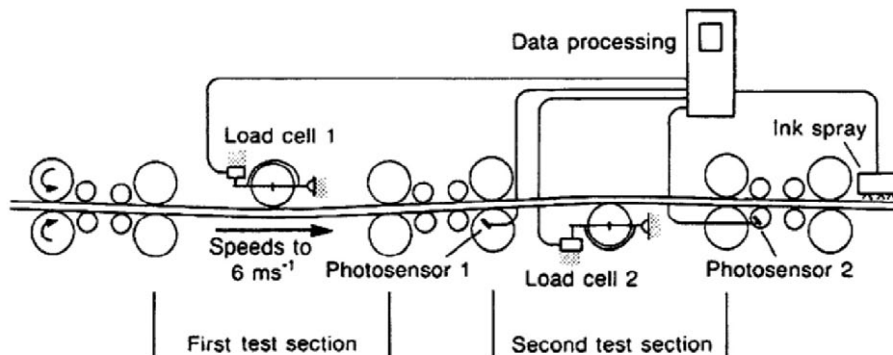 Data processing
Load cell 1
Ink spray
Speeds to
6 ms⁻¹
Photosensor 1
Load cell 2
Photosensor 2
First test section
Second test section